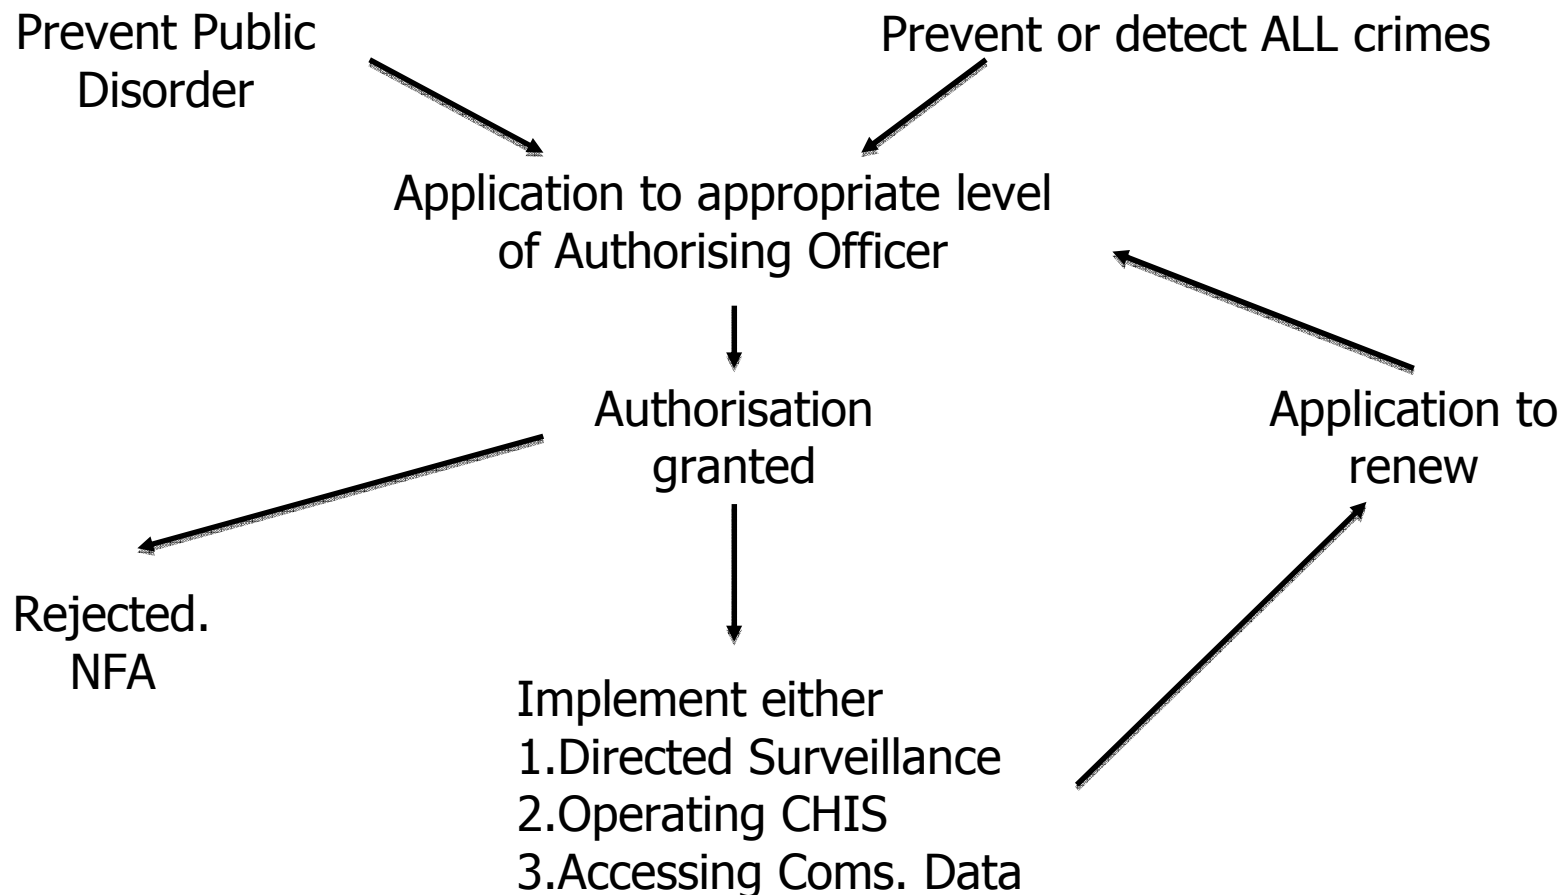 Prevent Public
Disorder
Prevent or detect ALL crimes
Application to appropriate level
of Authorising Officer
Authorisation
granted
Application to
renew
Rejected.
NFA
Implement either
1.Directed Surveillance
2.Operating CHIS
3.Accessing Coms. Data